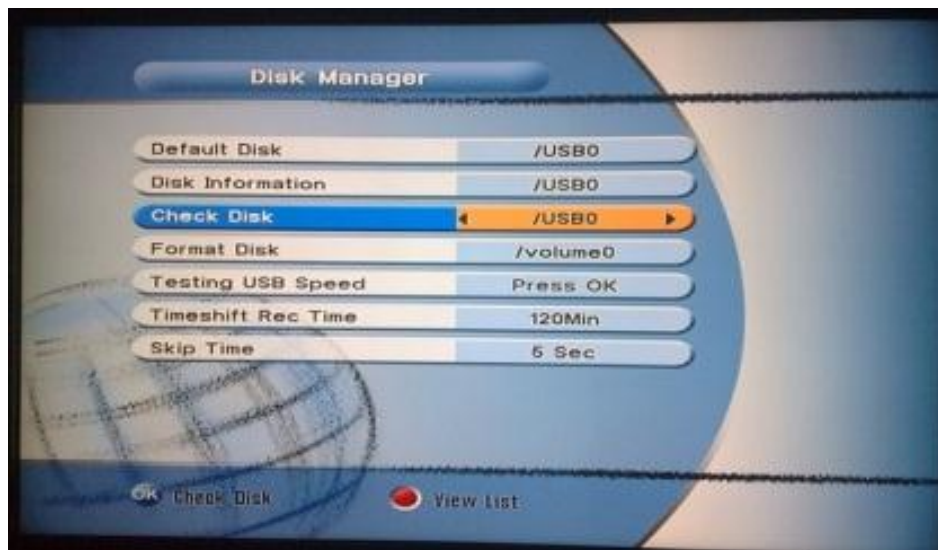 Disk Manager
Default Disk /USB0
Disk Information /USB0
Check Disk /USB0
Format Disk /volume0
Testing USB Speed Press OK
Timeshift Rec Time 120Min
Skip Time 5 Sec
OK Check Disk View List